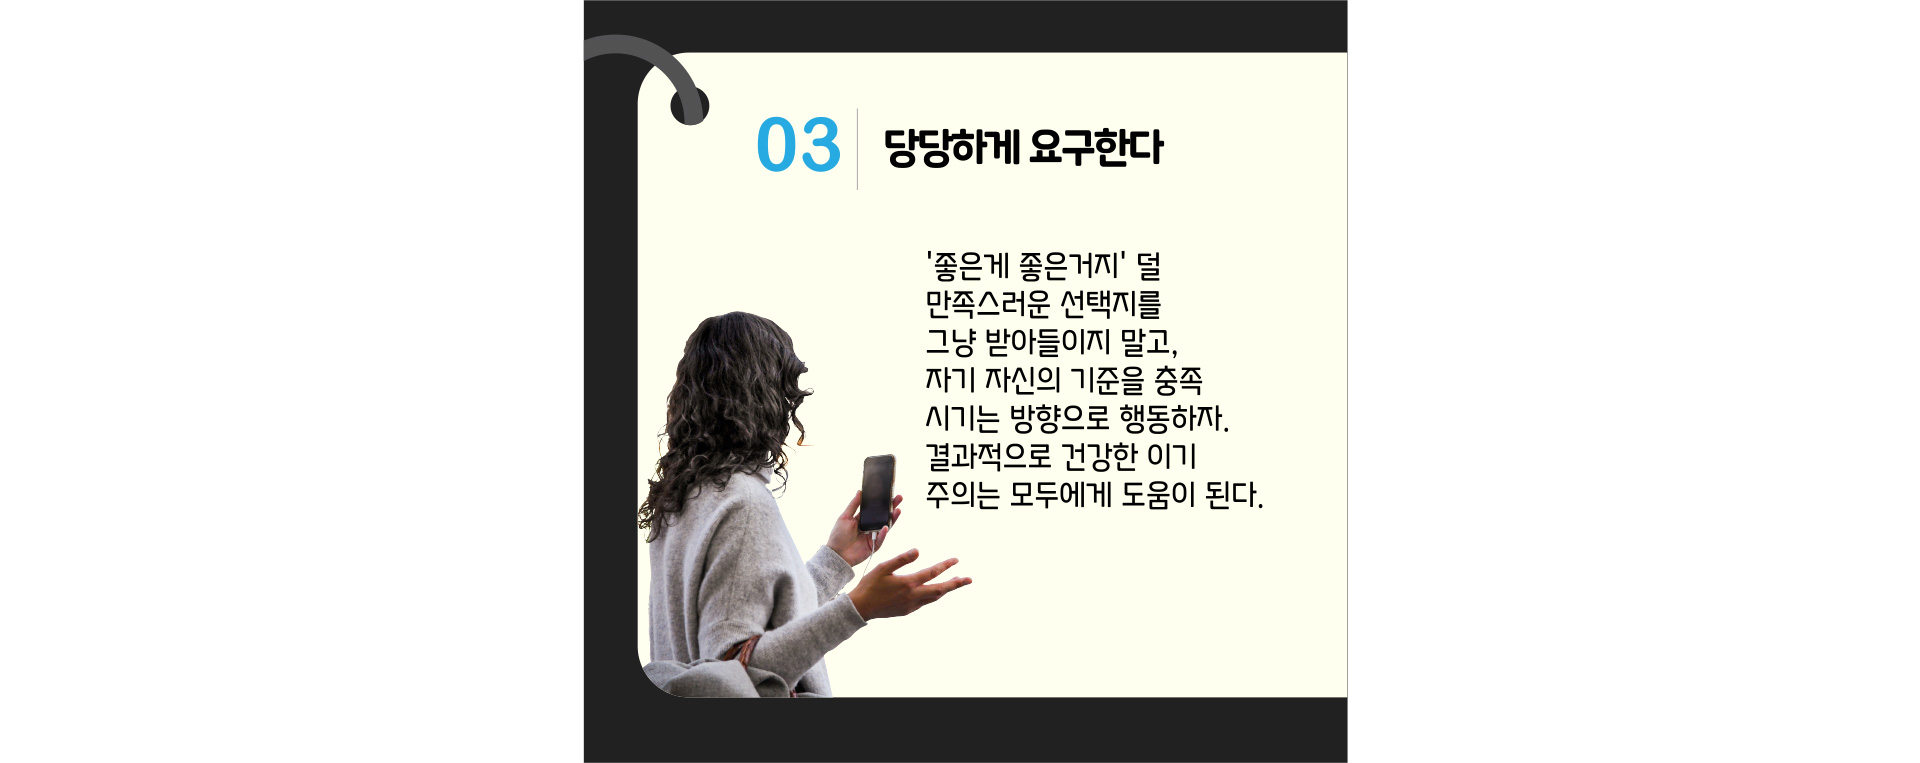 03
당당하게 요구한다
'좋은게 좋은거지' 덜
만족스러운 선택지를
그냥 받아들이지 말고,
자기 자신의 기준을 충족
시기는 방향으로 행동하자.
결과적으로 건강한 이기
주의는 모두에게 도움이 된다.